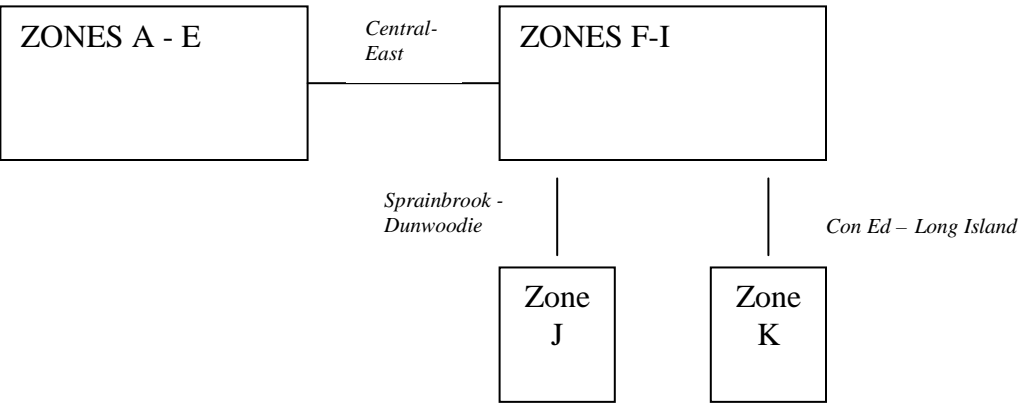 ZONES A - E
Central-
East
ZONES F-I
Sprainbrook -
Dunwoodie
Con Ed – Long Island
Zone
J
Zone
K